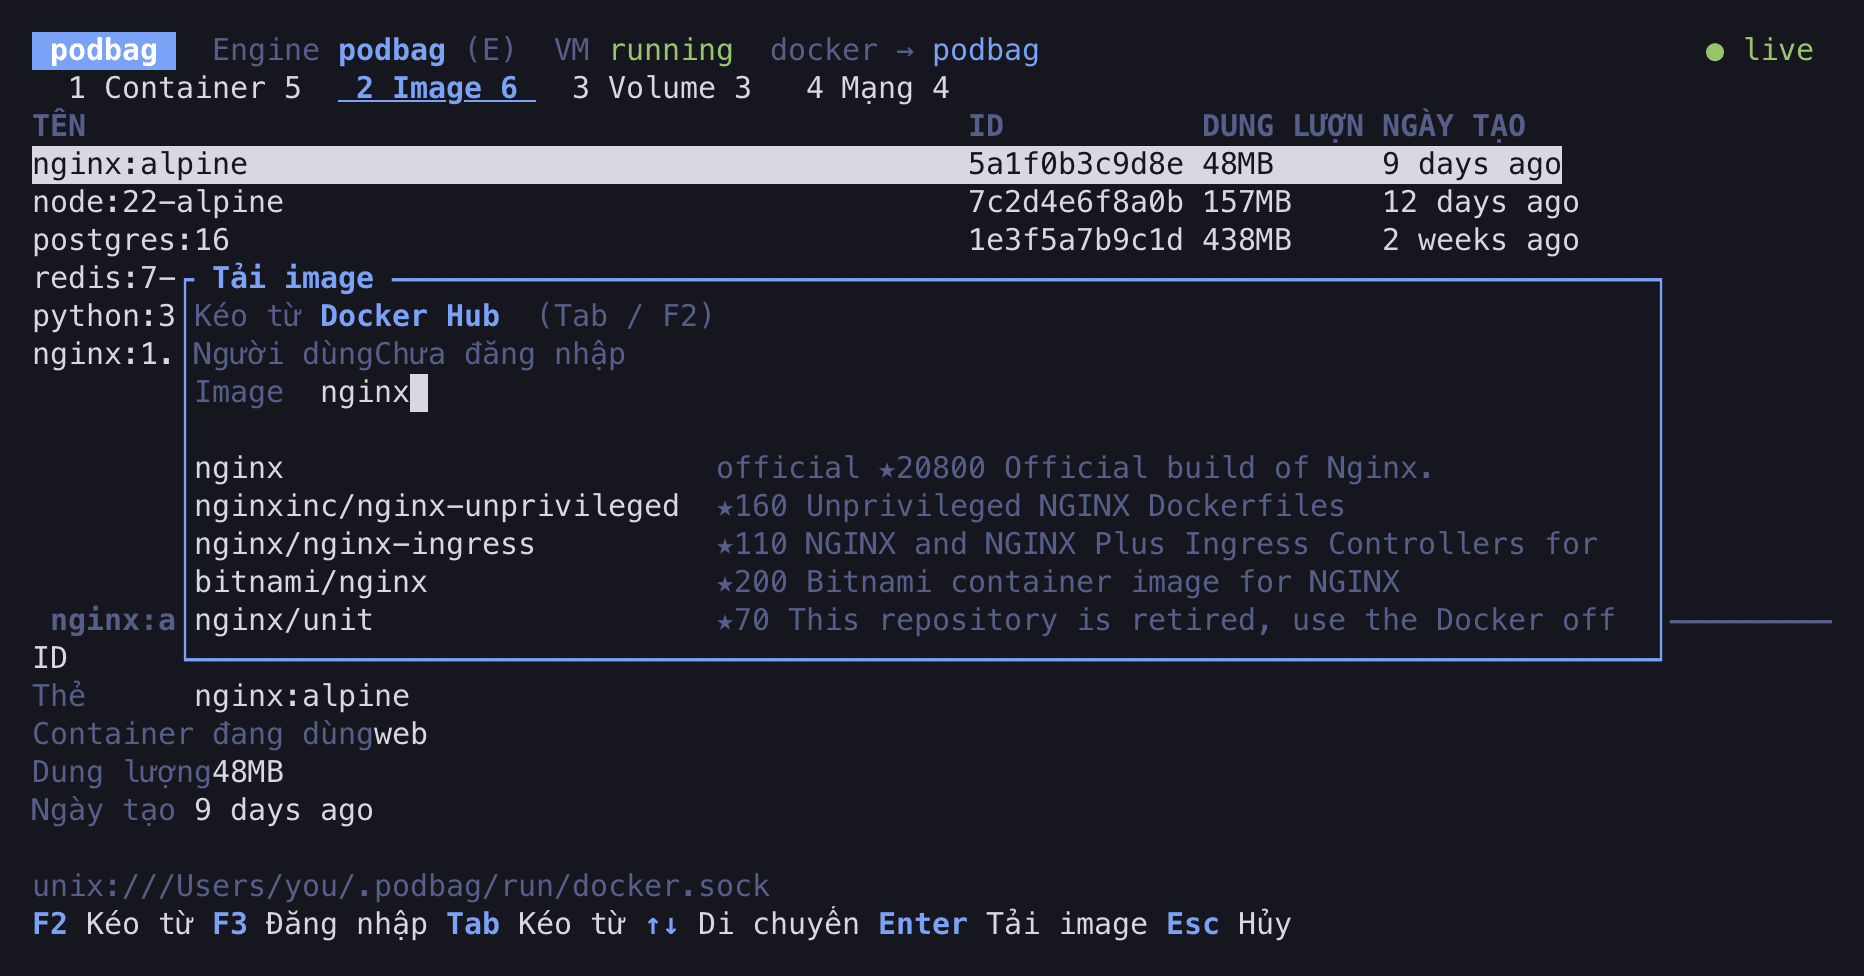 podbag Engine podbag (E) VM running docker → podbag ● live
1 Container 5 2 Image 6 3 Volume 3 4 Mạng 4
TÊN ID DUNG LƯỢN NGÀY TẠO
nginx:alpine 5a1f0b3c9d8e 48MB 9 days ago
node:22-alpine 7c2d4e6f8a0b 157MB 12 days ago
postgres:16 1e3f5a7b9c1d 438MB 2 weeks ago
redis:7- Tải image
python:3 Kéo từ Docker Hub (Tab / F2)
nginx:1. Người dùngChưa đăng nhập
Image nginx
nginx official ★20800 Official build of Nginx.
nginxinc/nginx-unprivileged ★160 Unprivileged NGINX Dockerfiles
nginx/nginx-ingress ★110 NGINX and NGINX Plus Ingress Controllers for
bitnami/nginx ★200 Bitnami container image for NGINX
nginx:a nginx/unit ★70 This repository is retired, use the Docker off
ID
Thẻ nginx:alpine
Container đang dùngweb
Dung lượng48MB
Ngày tạo 9 days ago
unix:///Users/you/.podbag/run/docker.sock
F2 Kéo từ F3 Đăng nhập Tab Kéo từ ↑↓ Di chuyển Enter Tải image Esc Hủy